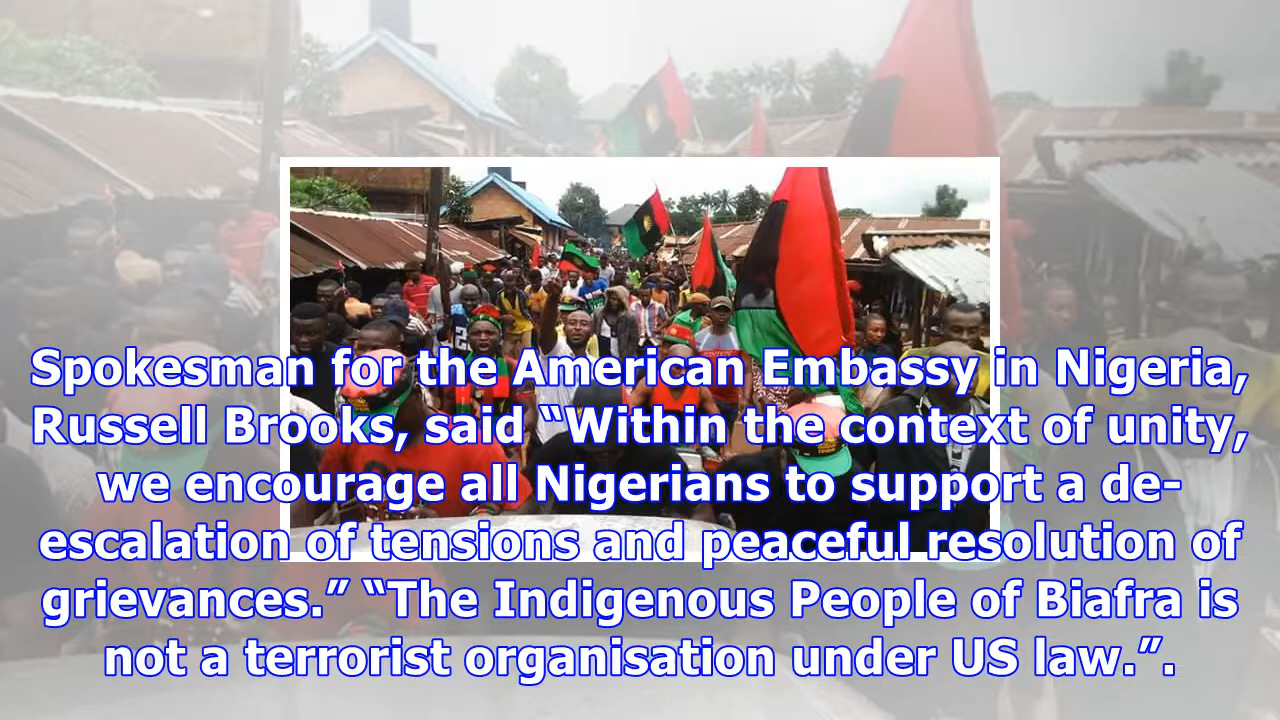 Spokesman for the American Embassy in Nigeria,
Russell Brooks, said “Within the context of unity,
we encourage all Nigerians to support a de-
escalation of tensions and peaceful resolution of
grievances.” “The Indigenous People of Biafra is
not a terrorist organisation under US law.”.